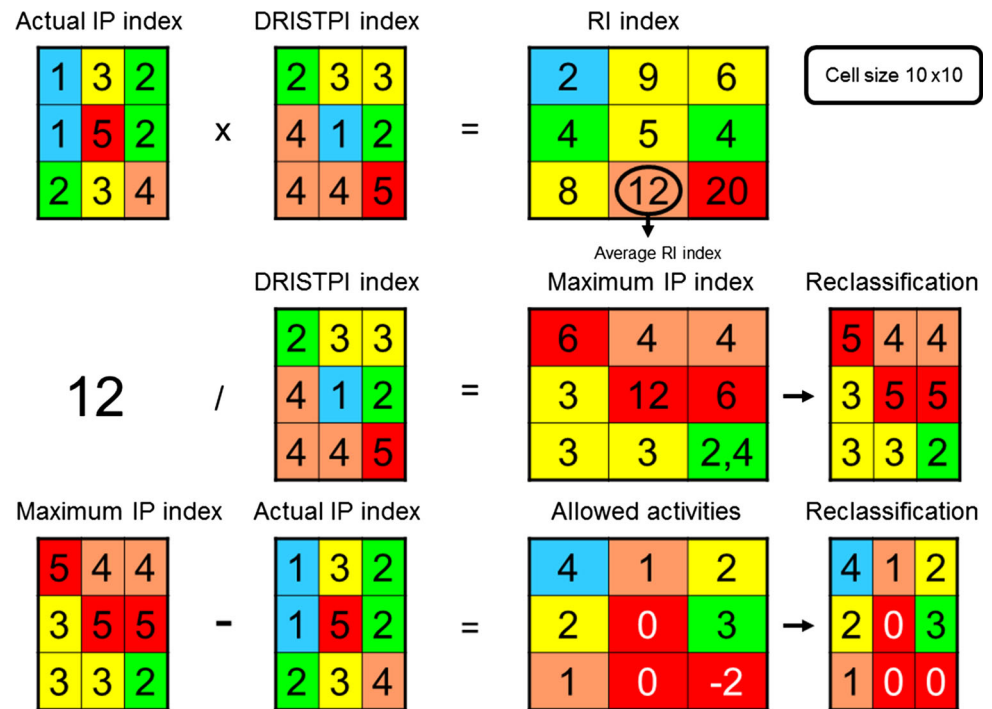 Actual IP index DRISTPI index RI index
1 3 2 2 3 3 2 9 6 Cell size 10 x10
1 5 2 x 4 1 2 = 4 5 4
2 3 4 4 4 5 8 12 20
Average RI index
DRISTPI index Maximum IP index Reclassification
2 3 3 6 4 4 5 4 4
12 / 4 1 2 = 3 12 6 3 5 5
4 4 5 3 3 2,4 3 3 2
Maximum IP index Actual IP index Allowed activities Reclassification
5 4 4 1 3 2 4 1 2 4 1 2
3 5 5 - 1 5 2 = 2 0 3 2 0 3
3 3 2 2 3 4 1 0 -2 1 0 0